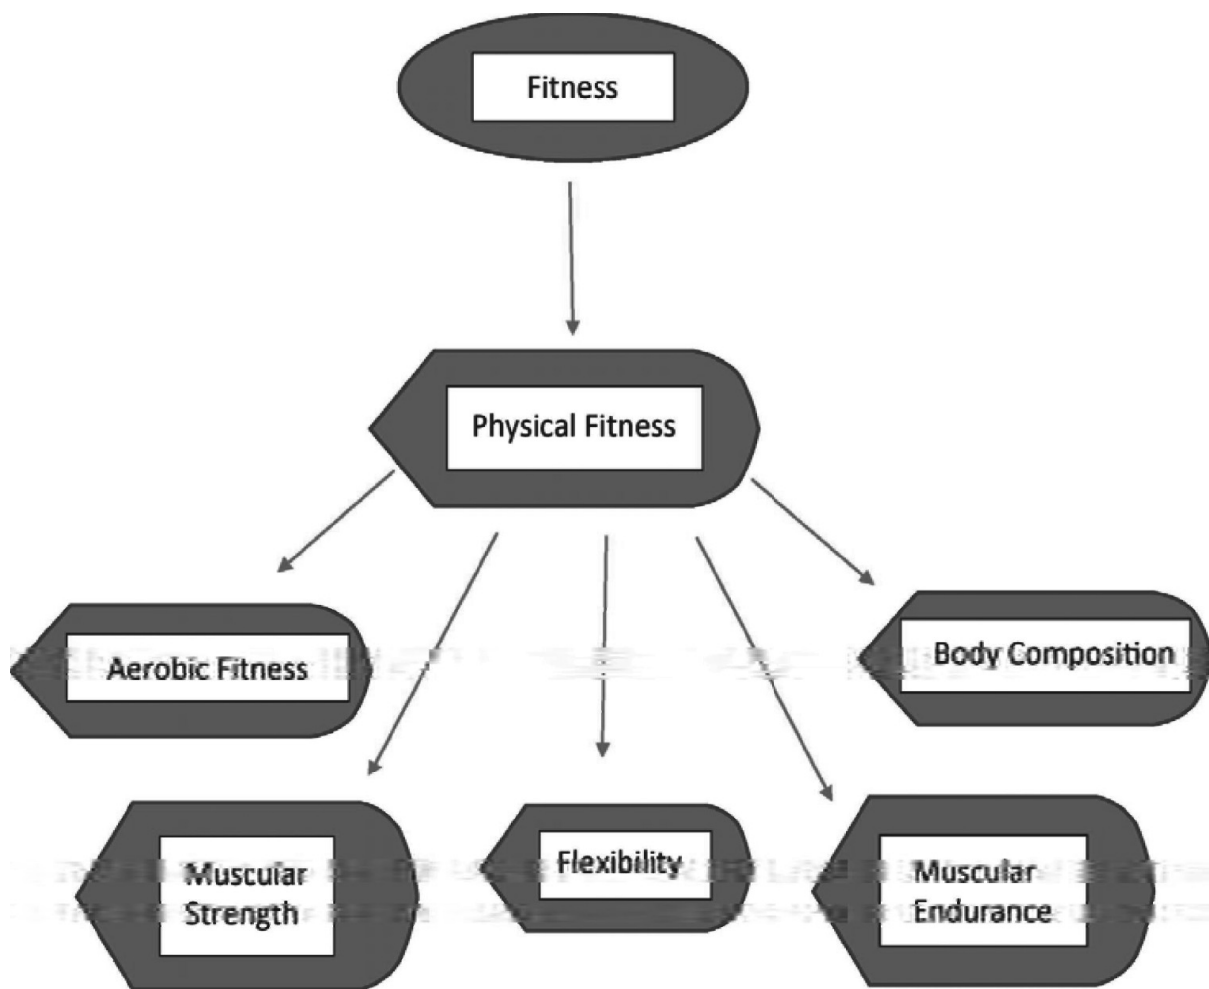 Fitness
Physical Fitness
Aerobic Fitness
Body Composition
Muscular
Strength
Flexibility
Muscular
Endurance